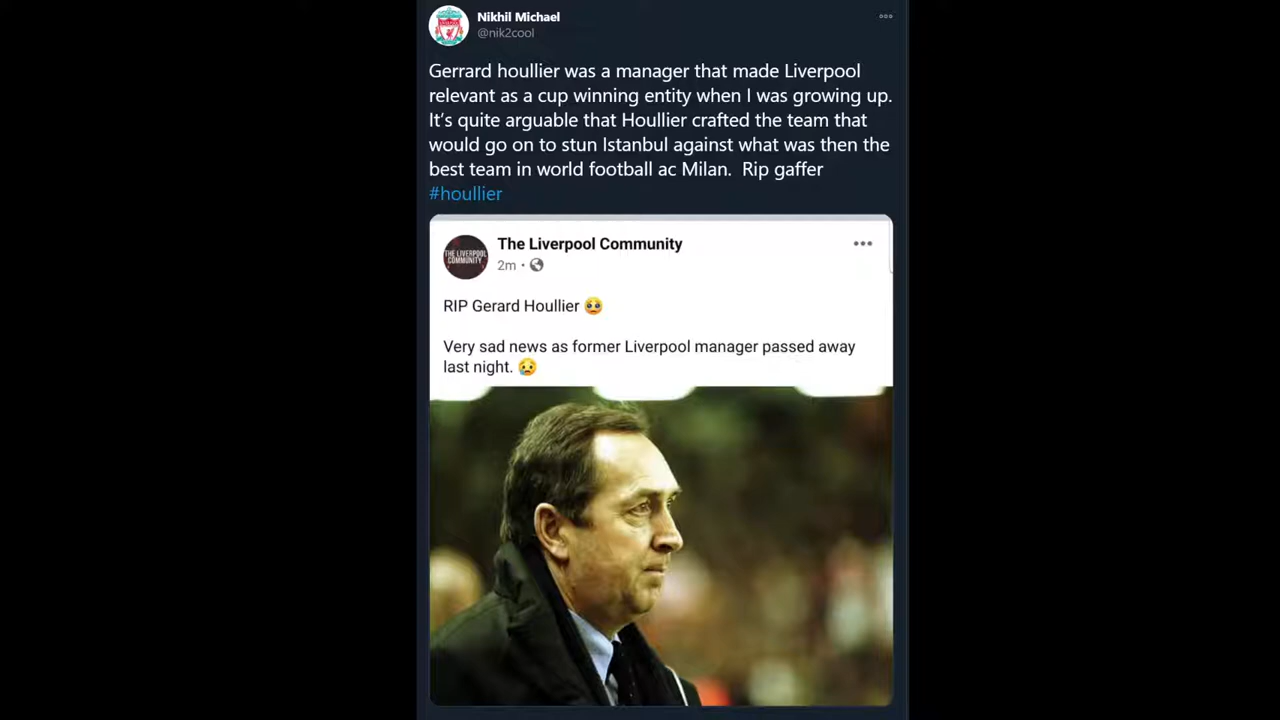 Nikhil Michael
@nik2cool
Gerrard houllier was a manager that made Liverpool
relevant as a cup winning entity when I was growing up.
It's quite arguable that Houllier crafted the team that
would go on to stun Istanbul against what was then the
best team in world football ac Milan.  Rip gaffer
#houllier
THE LIVERPOOL
COMMUNITY
The Liverpool Community
2m ·
RIP Gerard Houllier 🥺
Very sad news as former Liverpool manager passed away
last night. 😢